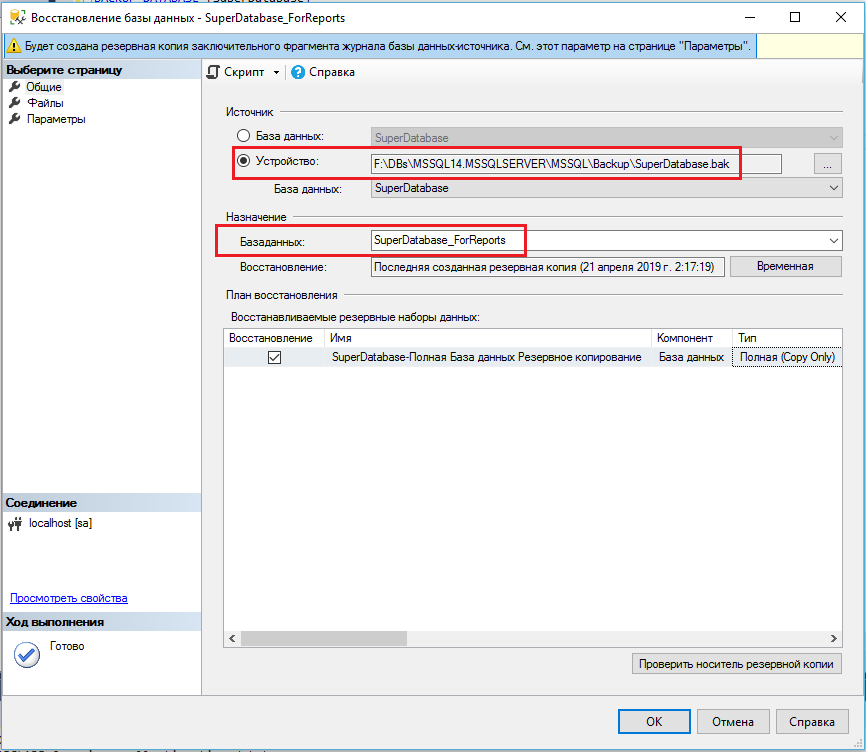 Восстановление базы данных - SuperDatabase_ForReports
Будет создана резервная копия заключительного фрагмента журнала базы данных-источника. См. этот параметр на странице "Параметры".
Выберите страницу
Общие
Файлы
Параметры
Скрипт
Справка
Источник
База данных: SuperDatabase
Устройство: F:\DBs\MSSQL14.MSSQLSERVER\MSSQL\Backup\SuperDatabase.bak ...
База данных: SuperDatabase
Назначение
Базаданных: SuperDatabase_ForReports
Восстановление: Последняя созданная резервная копия (21 апреля 2019 г. 2:17:19) Временная
План восстановления
Восстанавливаемые резервные наборы данных:
Восстановление Имя Компонент Тип
SuperDatabase-Полная База данных Резервное копирование База данных Полная (Copy Only)
Соединение
localhost [sa]
Просмотреть свойства
Ход выполнения
Готово
Проверить носитель резервной копии
OK Отмена Справка